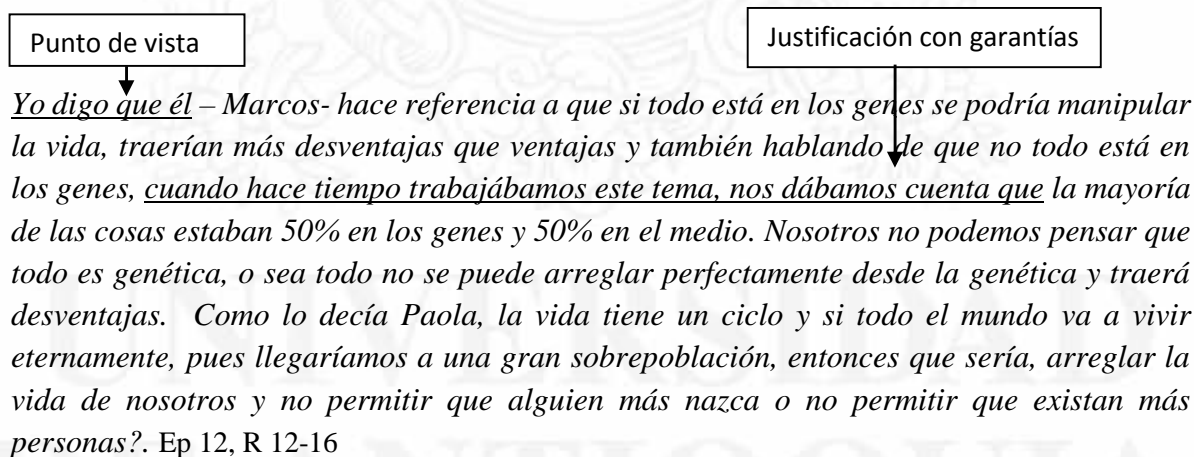 Punto de vista
Justificación con garantías
Yo digo que él – Marcos- hace referencia a que si todo está en los genes se podría manipular
la vida, traerían más desventajas que ventajas y también hablando de que no todo está en
los genes, cuando hace tiempo trabajábamos este tema, nos dábamos cuenta que la mayoría
de las cosas estaban 50% en los genes y 50% en el medio. Nosotros no podemos pensar que
todo es genética, o sea todo no se puede arreglar perfectamente desde la genética y traerá
desventajas. Como lo decía Paola, la vida tiene un ciclo y si todo el mundo va a vivir
eternamente, pues llegaríamos a una gran sobrepoblación, entonces que sería, arreglar la
vida de nosotros y no permitir que alguien más nazca o no permitir que existan más
personas?. Ep 12, R 12-16
UNIVERSIDAD